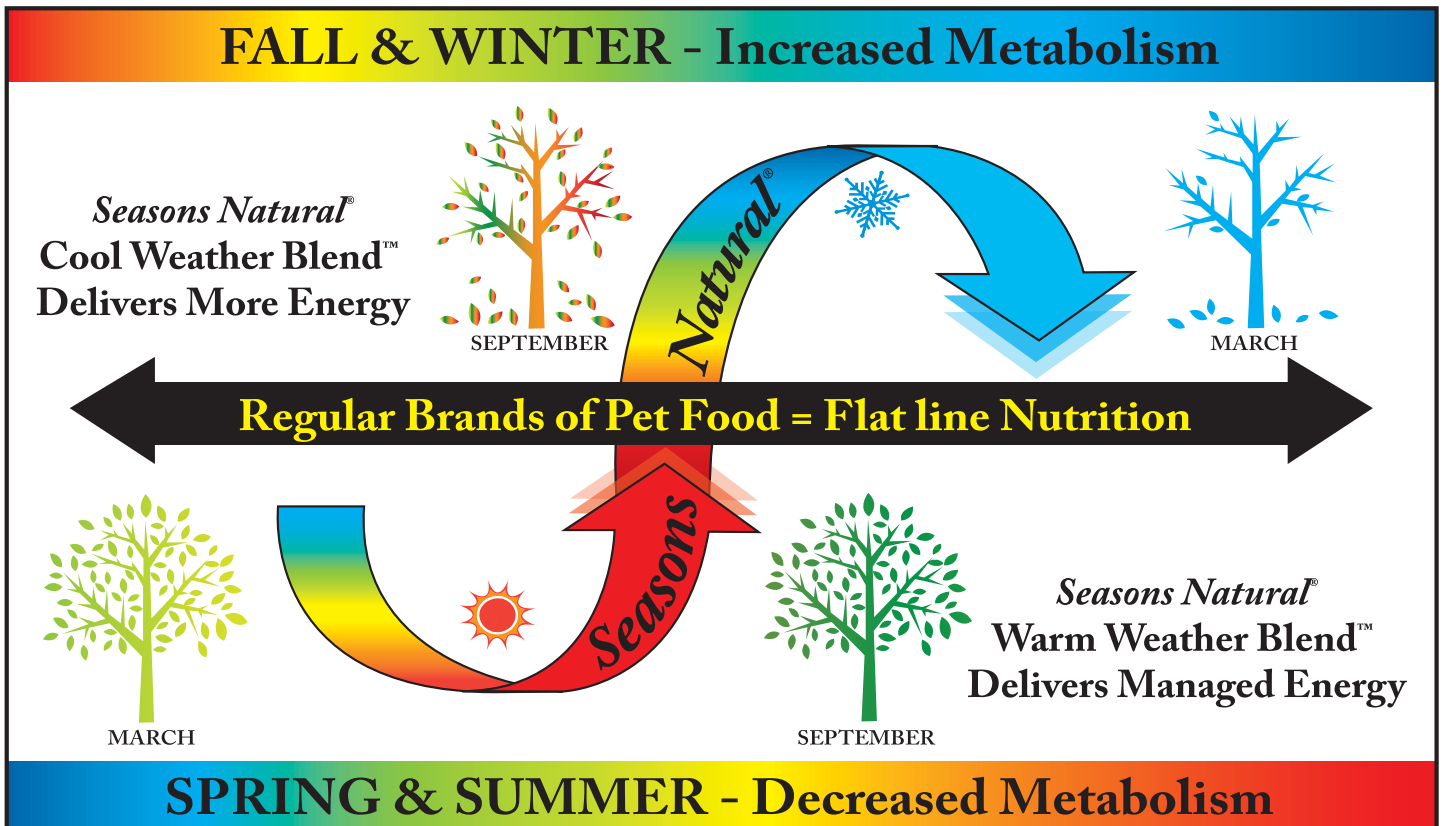 FALL & WINTER - Increased Metabolism
Seasons Natural®
Cool Weather Blend™
Delivers More Energy
SEPTEMBER
Natural®
MARCH
Regular Brands of Pet Food = Flat line Nutrition
MARCH
Seasons
SEPTEMBER
Seasons Natural®
Warm Weather Blend™
Delivers Managed Energy
SPRING & SUMMER - Decreased Metabolism